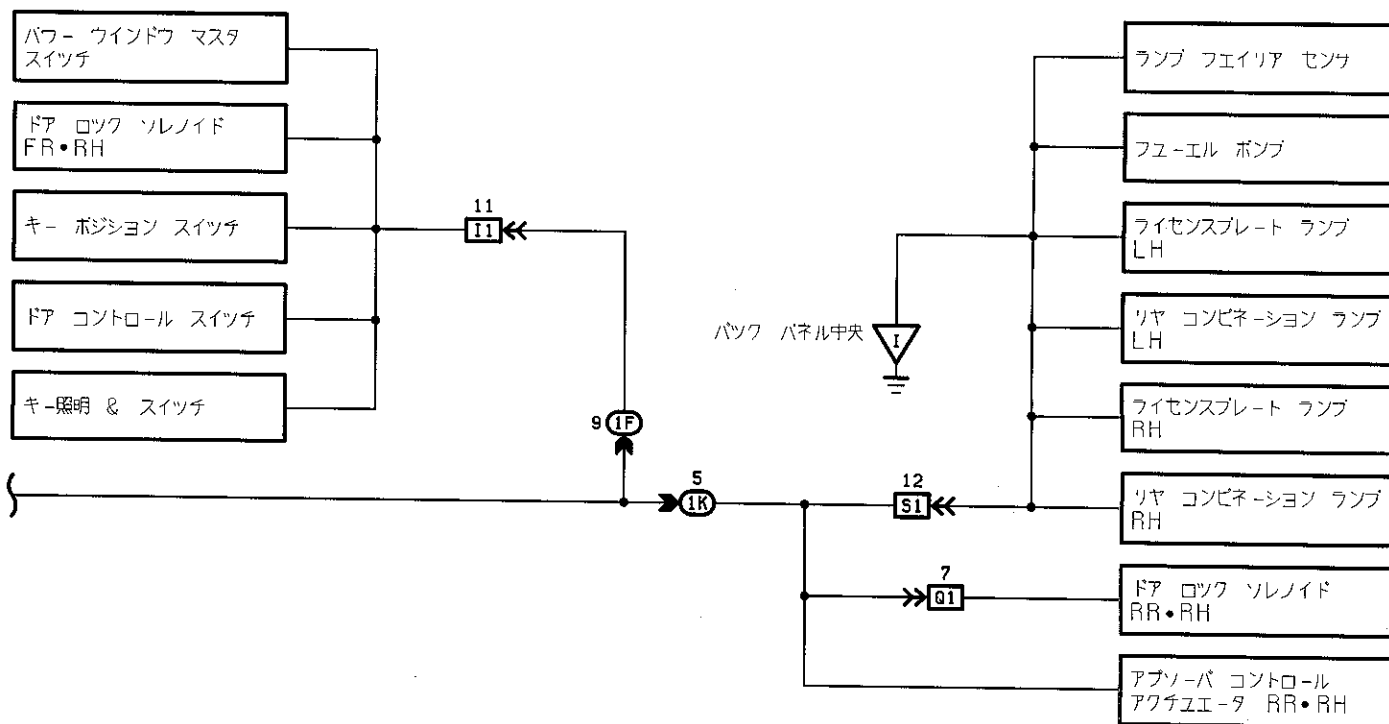 パワー ウインドウ マスタ
スイッチ
ドア ロック ソレノイド
FR•RH
キー ポジション スイッチ
ドア コントロール スイッチ
キー照明 & スイッチ
11
I1
9
1F
5
1K
12
S1
7
Q1
バック パネル中央
I
ランプ フェイリア センサ
フューエル ポンプ
ライセンスプレート ランプ
LH
リヤ コンビネーション ランプ
LH
ライセンスプレート ランプ
RH
リヤ コンビネーション ランプ
RH
ドア ロック ソレノイド
RR•RH
アブソーバ コントロール
アクチュエータ RR•RH